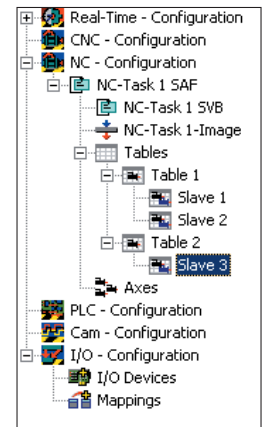 Real-Time - Configuration
CNC - Configuration
NC - Configuration
NC-Task 1 SAF
NC-Task 1 SVB
NC-Task 1-Image
Tables
Table 1
Slave 1
Slave 2
Table 2
Slave 3
Axes
PLC - Configuration
Cam - Configuration
I/O - Configuration
I/O Devices
Mappings